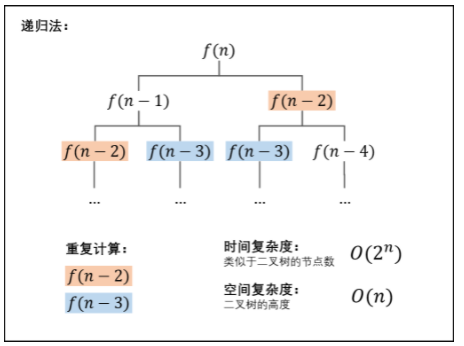 递归法：
f(n)
f(n − 1) f(n − 2)
f(n − 2) f(n − 3) f(n − 3) f(n − 4)
... ... ... ...
重复计算：
f(n − 2)
f(n − 3)
时间复杂度： O(2ⁿ)
类似于二叉树的节点数
空间复杂度： O(n)
二叉树的高度